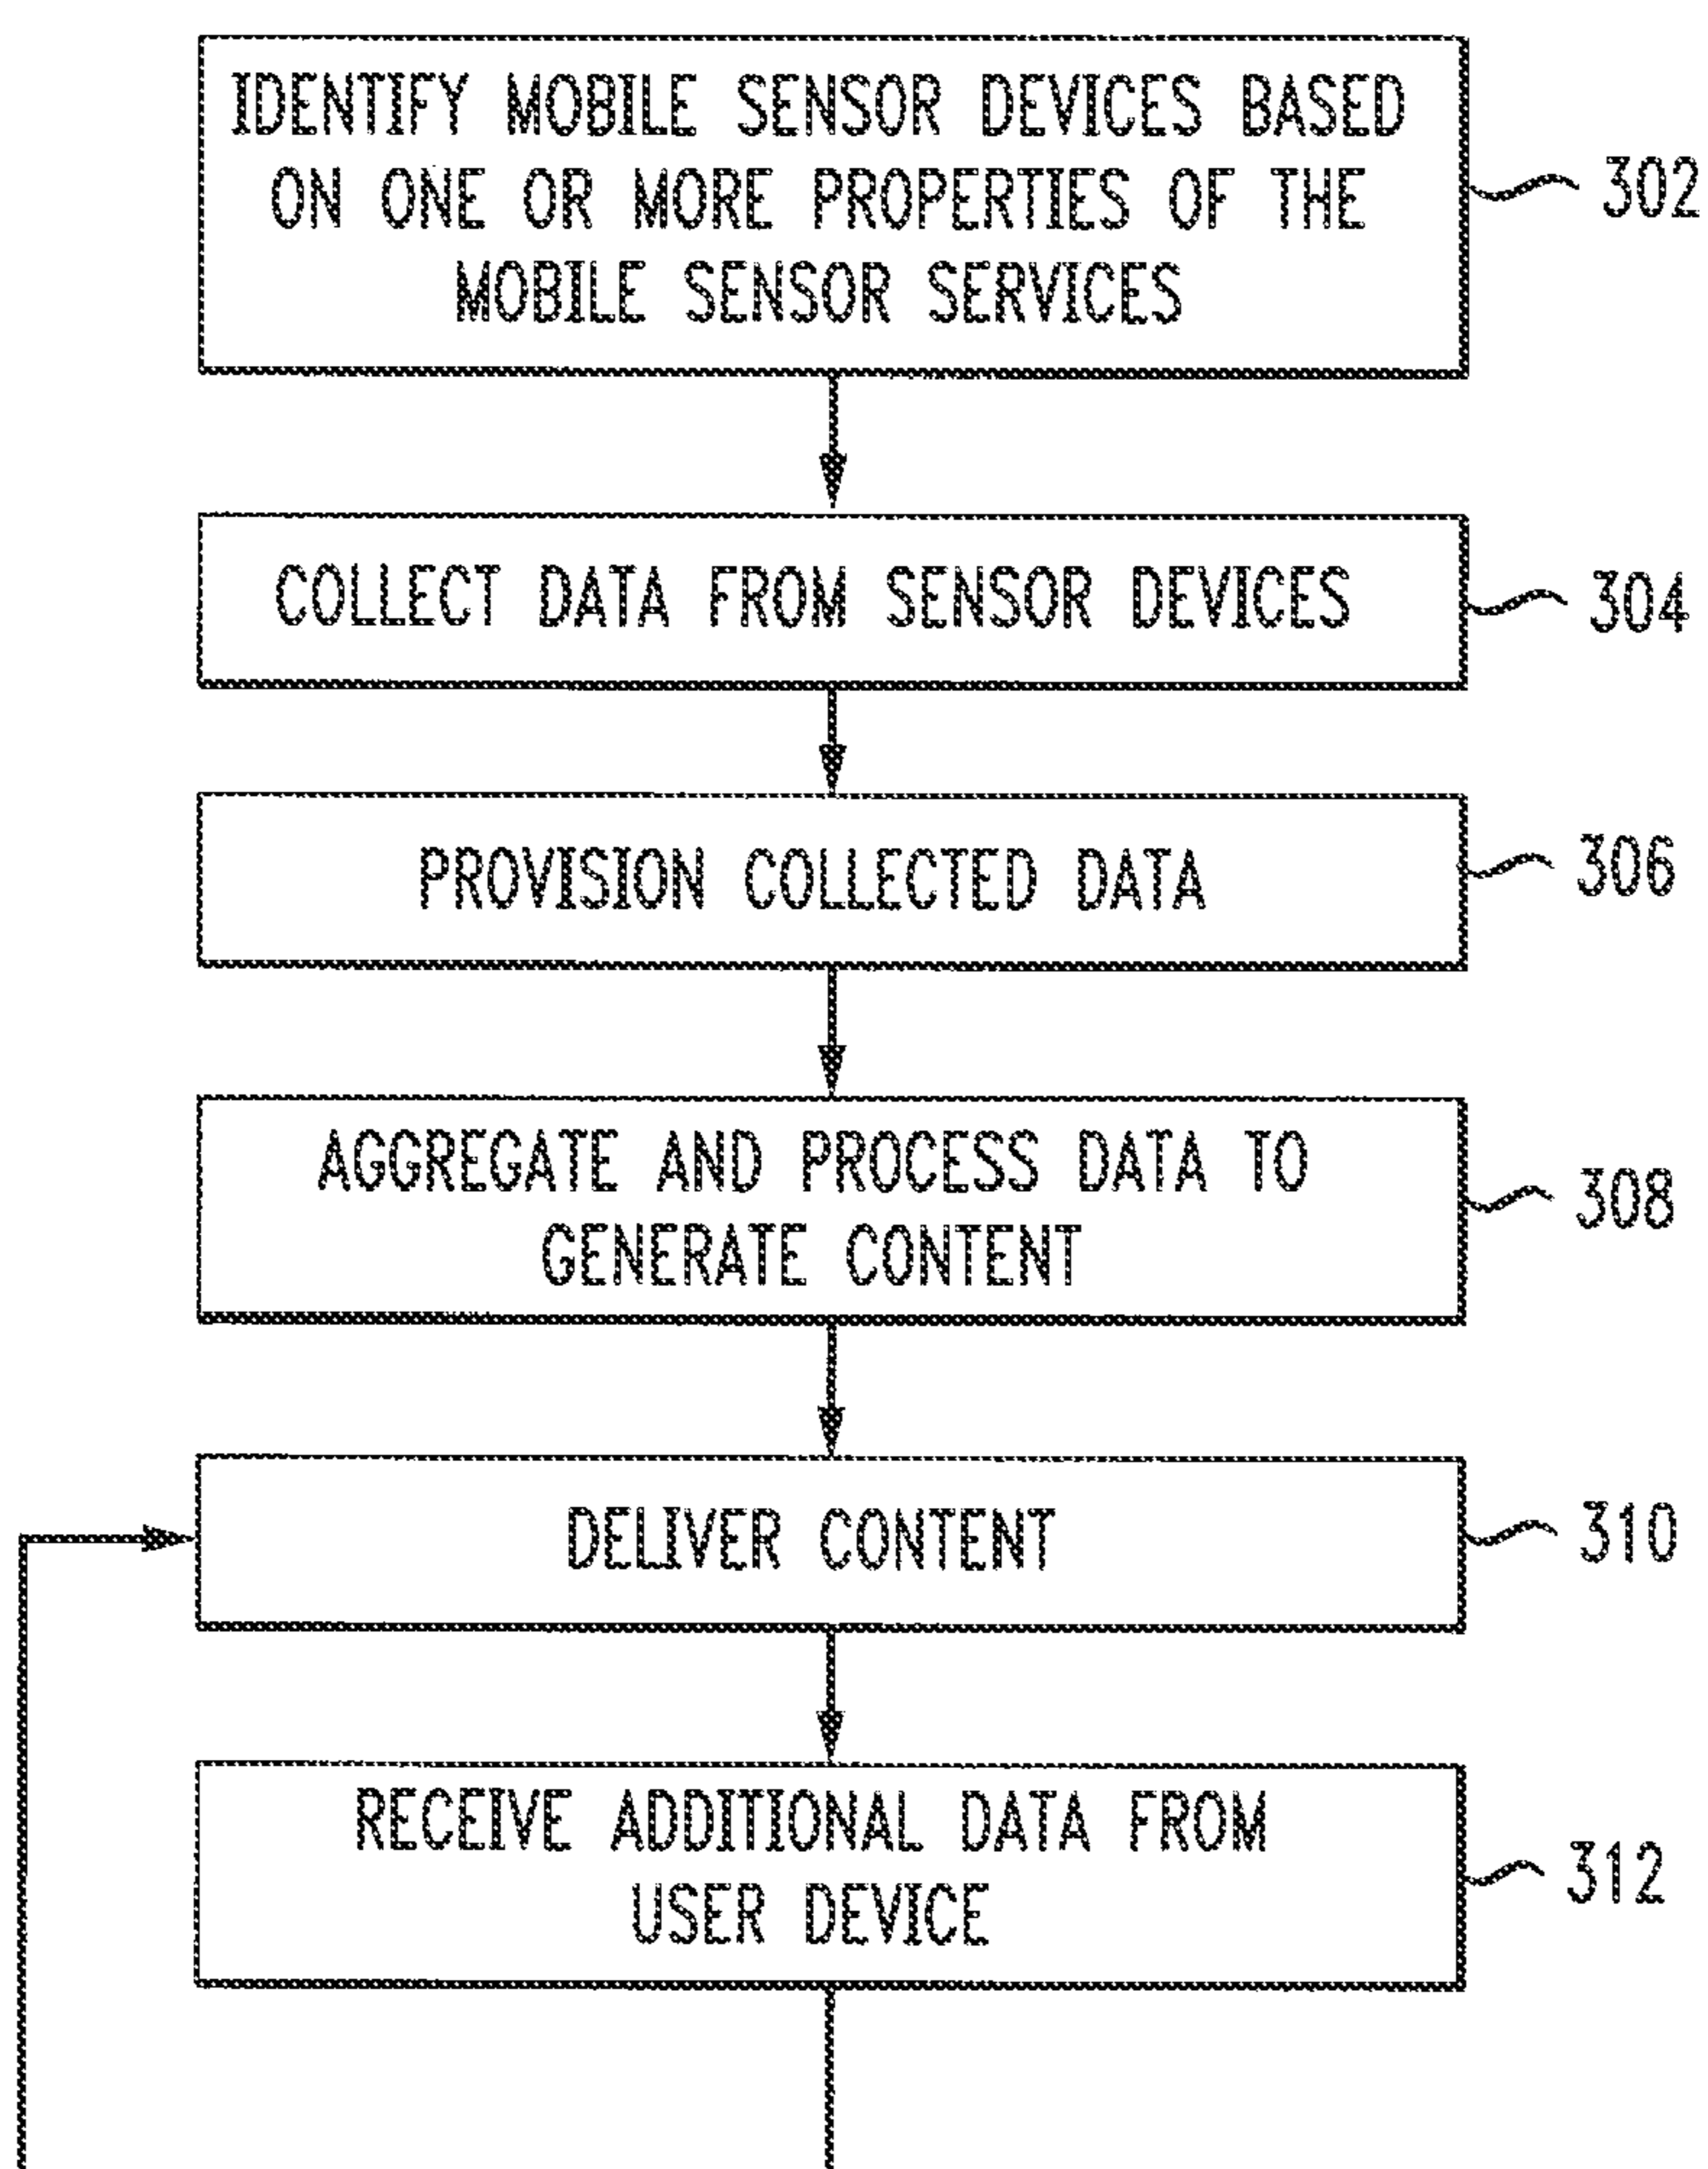 IDENTIFY MOBILE SENSOR DEVICES BASED
ON ONE OR MORE PROPERTIES OF THE
MOBILE SENSOR SERVICES
302
COLLECT DATA FROM SENSOR DEVICES
304
PROVISION COLLECTED DATA
306
AGGREGATE AND PROCESS DATA TO
GENERATE CONTENT
308
DELIVER CONTENT
310
RECEIVE ADDITIONAL DATA FROM
USER DEVICE
312